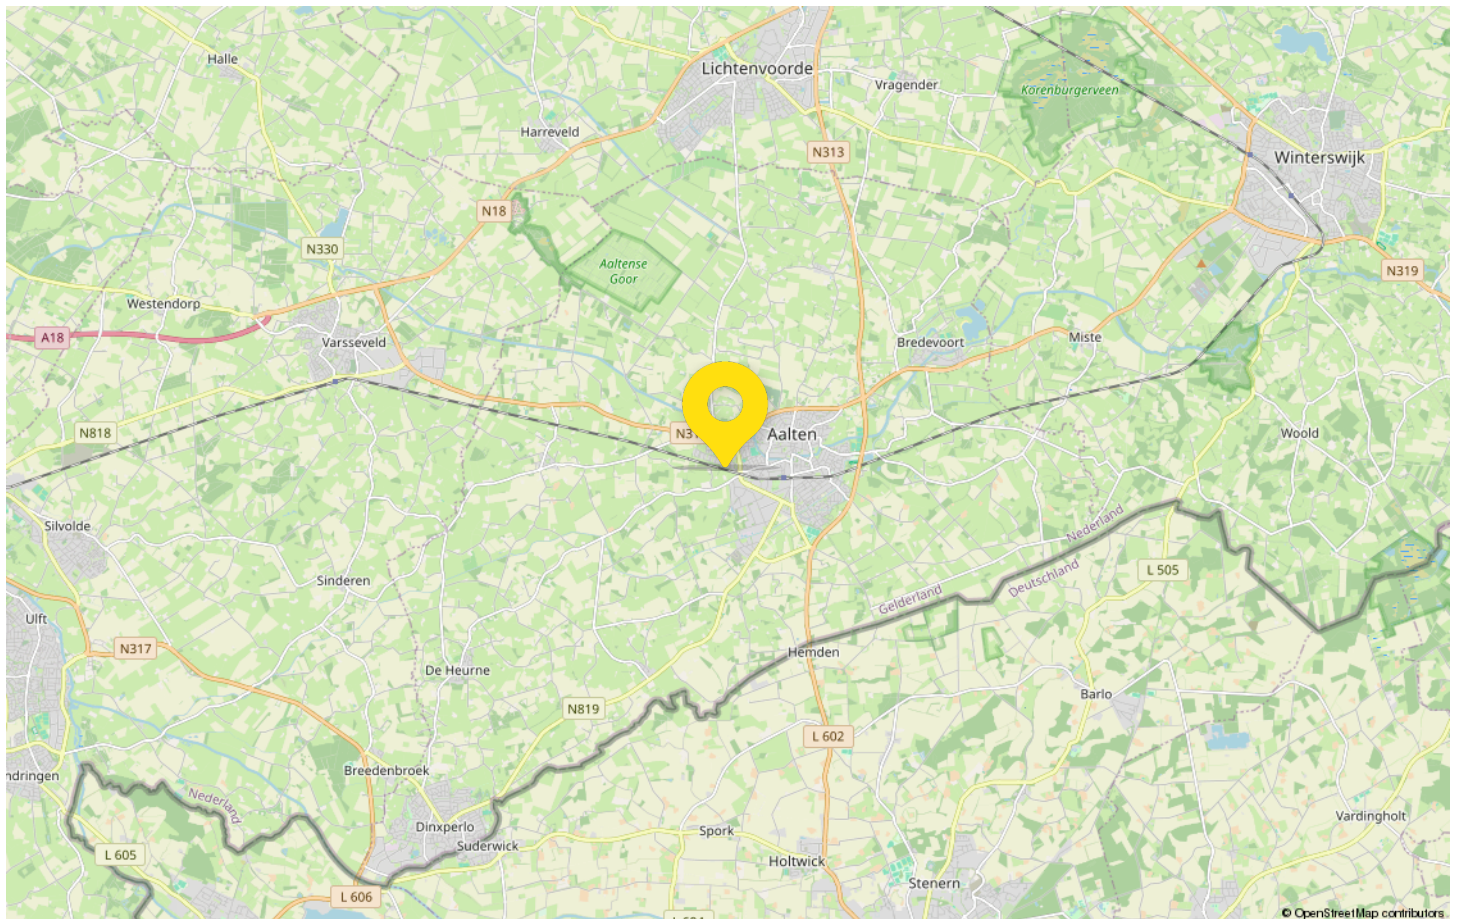 Halle
Lichtenvoorde
Vragender
Korenburgerveen
Harreveld
N313
Winterswijk
N18
N330
Aaltense
Goor
N319
Westendorp
A18
Varsseveld
Bredevoort
Miste
N818
N31
Aalten
Woold
Silvolde
Nederland
Sinderen
Deutschland
L 505
Gelderland
Ulft
N317
Hemden
De Heurne
Barlo
N819
L 602
ndringen
Breedenbroek
Nederland
Vardingholt
Dinxperlo
Spork
Suderwick
L 605
Holtwick
Stenern
L 606
© OpenStreetMap contributors